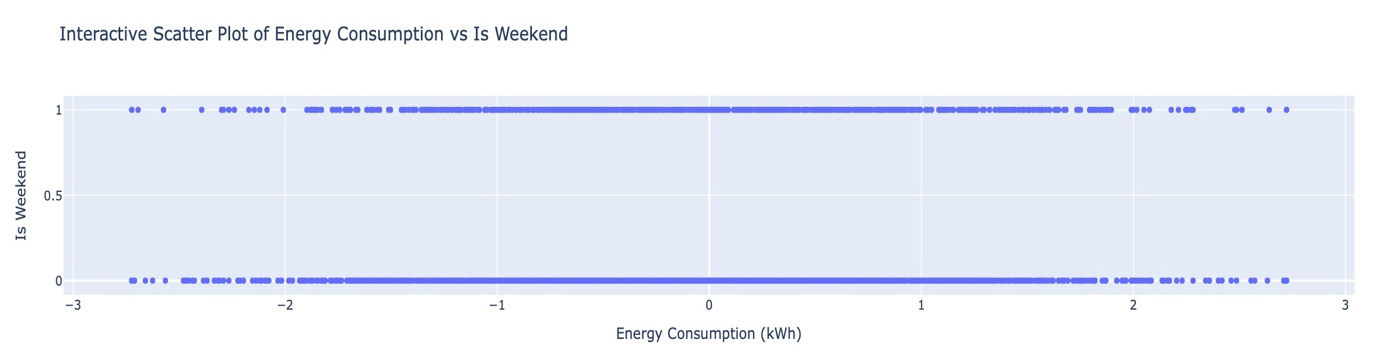 Interactive Scatter Plot of Energy Consumption vs Is Weekend
1
0.5
0
Is Weekend
−3 −2 −1 0 1 2 3
Energy Consumption (kWh)